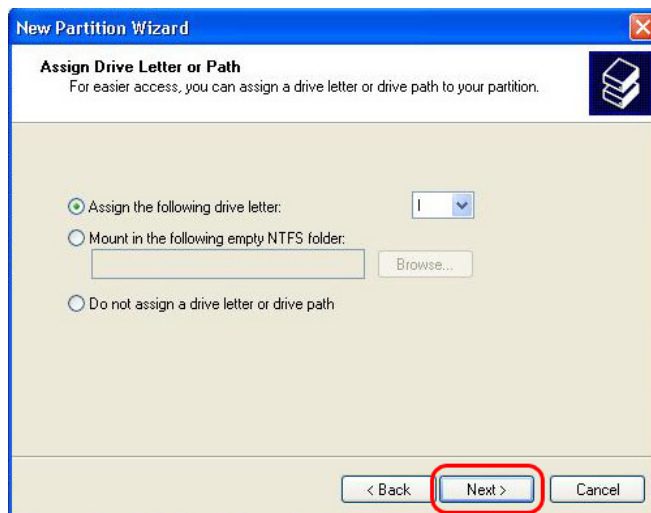 New Partition Wizard
Assign Drive Letter or Path
For easier access, you can assign a drive letter or drive path to your partition.
Assign the following drive letter: I
Mount in the following empty NTFS folder:
Browse...
Do not assign a drive letter or drive path
< Back Next > Cancel